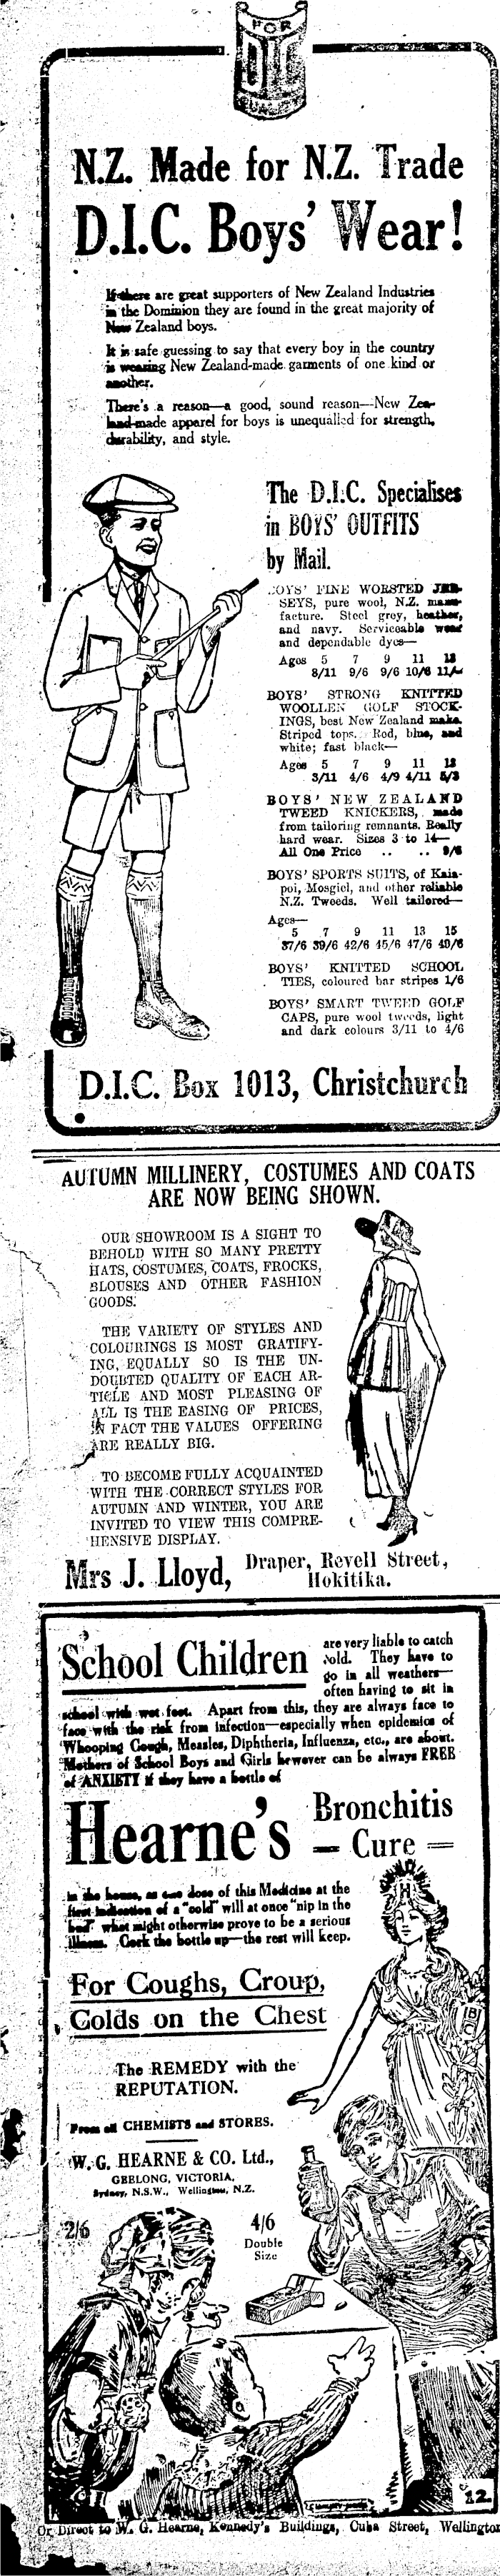 FOR
DIC
QUALITY
N.Z. Made for N.Z. Trade
D.I.C. Boys' Wear!
If there are great supporters of New Zealand Industries
in the Dominion they are found in the great majority of
New Zealand boys.
It is safe guessing to say that every boy in the country
is wearing New Zealand-made garments of one kind or
another.
There's a reason—a good, sound reason—New Zea-
land-made apparel for boys is unequalled for strength,
durability, and style.
The D.I.C. Specialises
in BOYS' OUTFITS
by Mail.
BOYS' FINE WORSTED JER-
SEYS, pure wool, N.Z. manu-
facture. Steel grey, heather,
and navy. Serviceable wear
and dependable dyes—
Ages 5 7 9 11 13
8/11 9/6 9/6 10/6 11/-
BOYS' STRONG KNITTED
WOOLLEN GOLF STOCK-
INGS, best New Zealand make.
Striped tops. Red, blue, and
white; fast black—
Ages 5 7 9 11 13
3/11 4/6 4/9 4/11 5/3
BOYS' NEW ZEALAND
TWEED KNICKERS, made
from tailoring remnants. Really
hard wear. Sizes 3 to 14—
All One Price .. .. 9/6
BOYS' SPORTS SUITS, of Kaia-
poi, Mosgiel, and other reliable
N.Z. Tweeds. Well tailored—
Ages—
5 7 9 11 13 15
37/6 39/6 42/6 45/6 47/6 49/6
BOYS' KNITTED SCHOOL
TIES, coloured bar stripes 1/6
BOYS' SMART TWEED GOLF
CAPS, pure wool tweeds, light
and dark colours 3/11 to 4/6
D.I.C. Box 1013, Christchurch
AUTUMN MILLINERY, COSTUMES AND COATS
ARE NOW BEING SHOWN.
OUR SHOWROOM IS A SIGHT TO
BEHOLD WITH SO MANY PRETTY
HATS, COSTUMES, COATS, FROCKS,
BLOUSES AND OTHER FASHION
GOODS.
THE VARIETY OF STYLES AND
COLOURINGS IS MOST GRATIFY-
ING, EQUALLY SO IS THE UN-
DOUBTED QUALITY OF EACH AR-
TICLE AND MOST PLEASING OF
ALL IS THE EASING OF PRICES,
IN FACT THE VALUES OFFERING
ARE REALLY BIG.
TO BECOME FULLY ACQUAINTED
WITH THE CORRECT STYLES FOR
AUTUMN AND WINTER, YOU ARE
INVITED TO VIEW THIS COMPRE-
HENSIVE DISPLAY.
Mrs J. Lloyd, Draper, Revell Street,
Hokitika.
School Children are very liable to catch
cold. They have to
go in all weathers—
often having to sit in
school with wet feet. Apart from this, they are always face to
face with the risk from infection—especially when epidemics of
Whooping Cough, Measles, Diphtheria, Influenza, etc., are about.
Mothers of School Boys and Girls however can be always FREE
of ANXIETY if they have a bottle of
Hearne's Bronchitis
— Cure —
in the house, as one dose of this Medicine at the
first indication of a "cold" will at once "nip in the
bud" what might otherwise prove to be a serious
illness. Cork the bottle up—the rest will keep.
For Coughs, Croup,
Colds on the Chest
The REMEDY with the
REPUTATION.
From all CHEMISTS and STORES.
W. G. HEARNE & CO. Ltd.,
GEELONG, VICTORIA.
Sydney, N.S.W., Wellington, N.Z.
2/6
4/6
Double
Size
12.
Or Direct to W. G. Hearne, Kennedy's Buildings, Cuba Street, Wellington